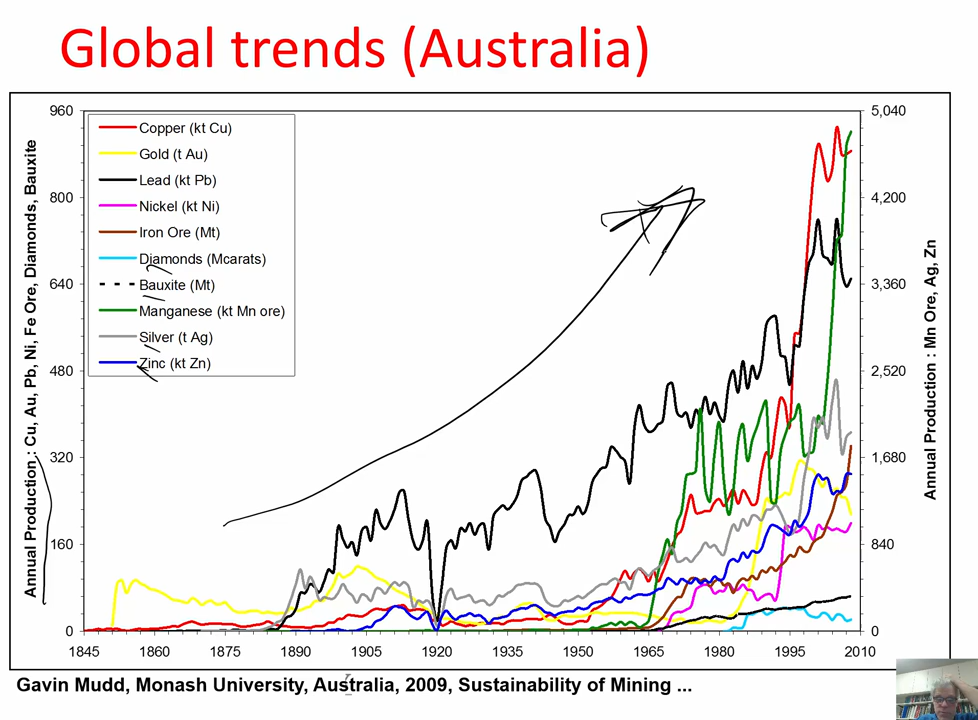 Global trends (Australia)
960
800
640
480
320
160
0
Annual Production : Cu, Au, Pb, Ni, Fe Ore, Diamonds, Bauxite
Copper (kt Cu)
Gold (t Au)
Lead (kt Pb)
Nickel (kt Ni)
Iron Ore (Mt)
Diamonds (Mcarats)
Bauxite (Mt)
Manganese (kt Mn ore)
Silver (t Ag)
Zinc (kt Zn)
5,040
4,200
3,360
2,520
1,680
840
0
Annual Production : Mn Ore, Ag, Zn
1845 1860 1875 1890 1905 1920 1935 1950 1965 1980 1995 2010
Gavin Mudd, Monash University, Australia, 2009, Sustainability of Mining ...